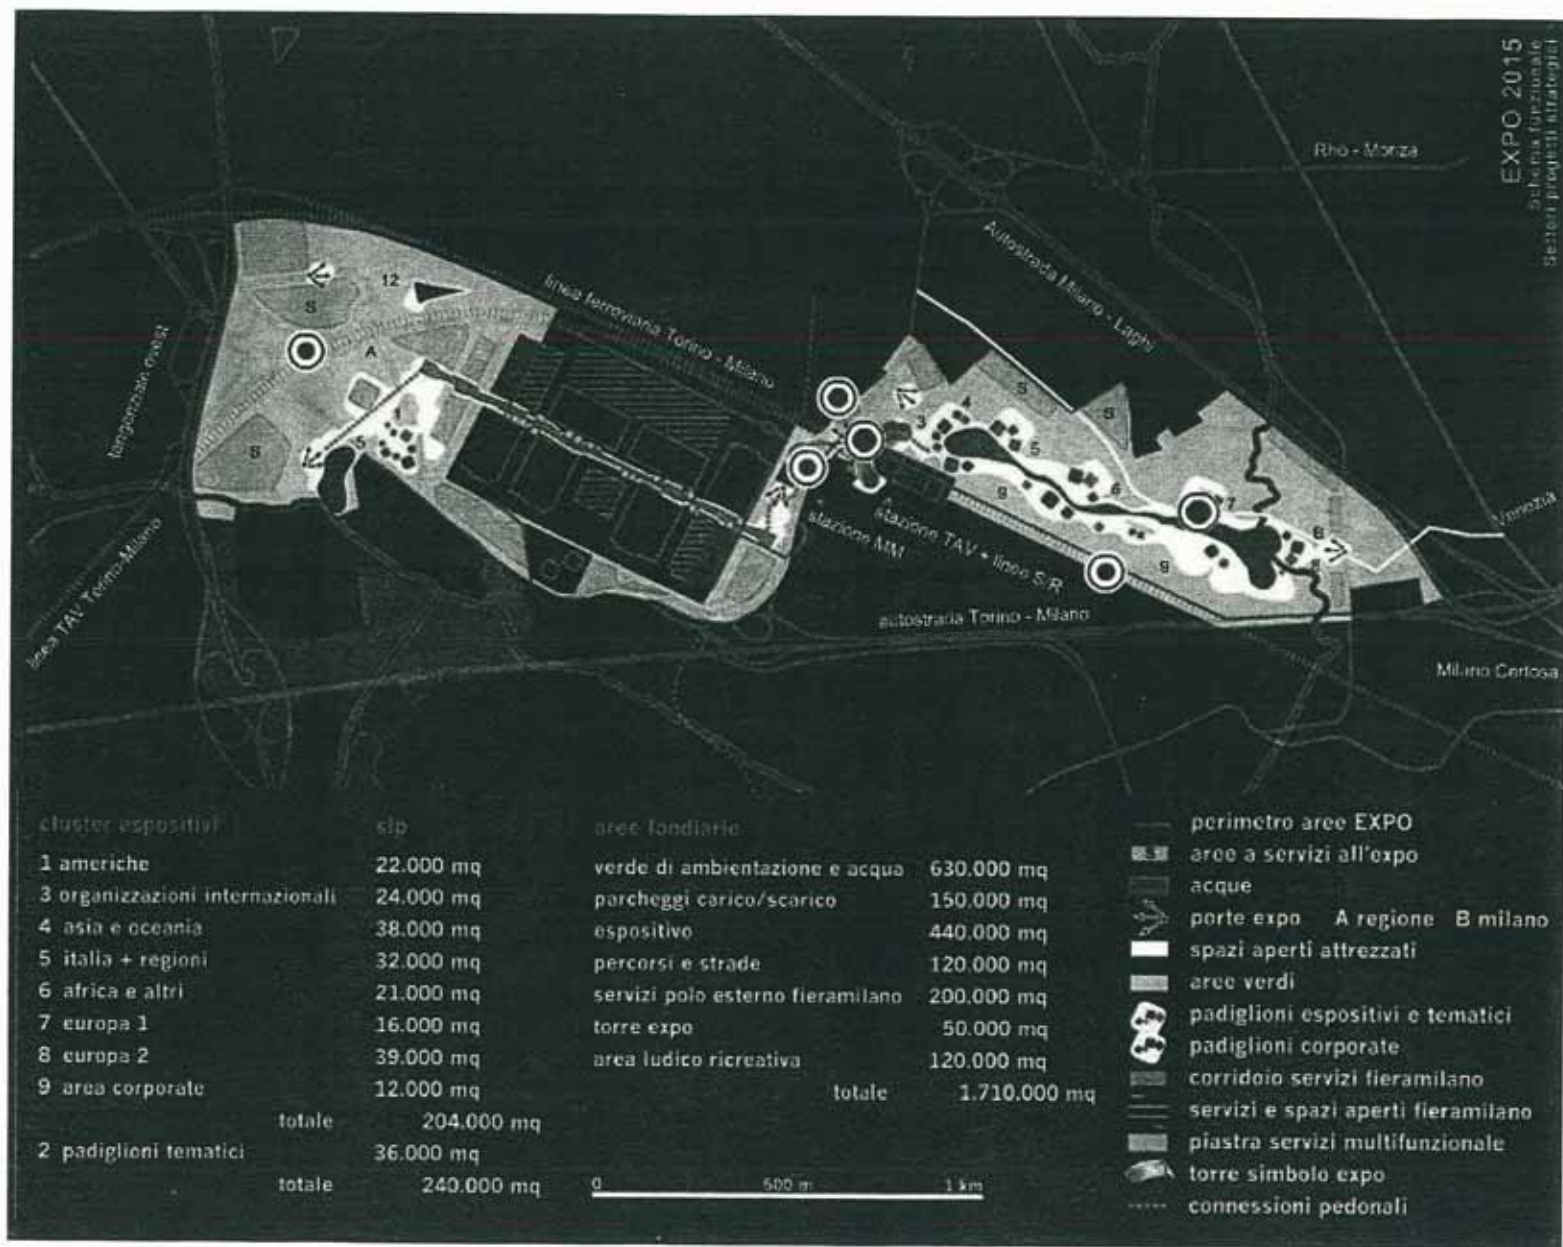 EXPO 2015
Schema funzionale
Settori progetti strategici
Rho - Monza
Autostrada Milano - Laghi
linea ferroviaria Torino - Milano
12
S
A
S
1
5
3
4
S
S
5
6
7
9
9
B
8
stazione MM
stazione TAV + linee S/R
autostrada Torino - Milano
linea TAV Torino-Milano
Venezia
Milano Certosa
cluster espositivi slp
1 americhe 22.000 mq
3 organizzazioni internazionali 24.000 mq
4 asia e oceania 38.000 mq
5 italia + regioni 32.000 mq
6 africa e altri 21.000 mq
7 europa 1 16.000 mq
8 europa 2 39.000 mq
9 area corporate 12.000 mq
totale 204.000 mq
2 padiglioni tematici 36.000 mq
totale 240.000 mq
aree fondiarie
verde di ambientazione e acqua 630.000 mq
parcheggi carico/scarico 150.000 mq
espositivo 440.000 mq
percorsi e strade 120.000 mq
servizi polo esterno fieramilano 200.000 mq
torre expo 50.000 mq
area ludico ricreativa 120.000 mq
totale 1.710.000 mq
0 500 m 1 km
perimetro aree EXPO
aree a servizi all'expo
acque
porte expo A regione B milano
spazi aperti attrezzati
aree verdi
padiglioni espositivi e tematici
padiglioni corporate
corridoio servizi fieramilano
servizi e spazi aperti fieramilano
piastra servizi multifunzionale
torre simbolo expo
connessioni pedonali